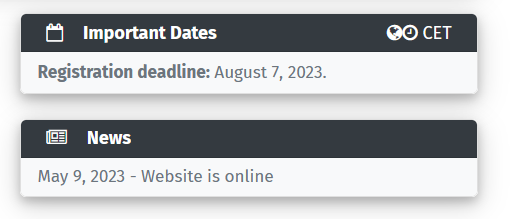 Important Dates CET
Registration deadline: August 7, 2023.
News
May 9, 2023 - Website is online